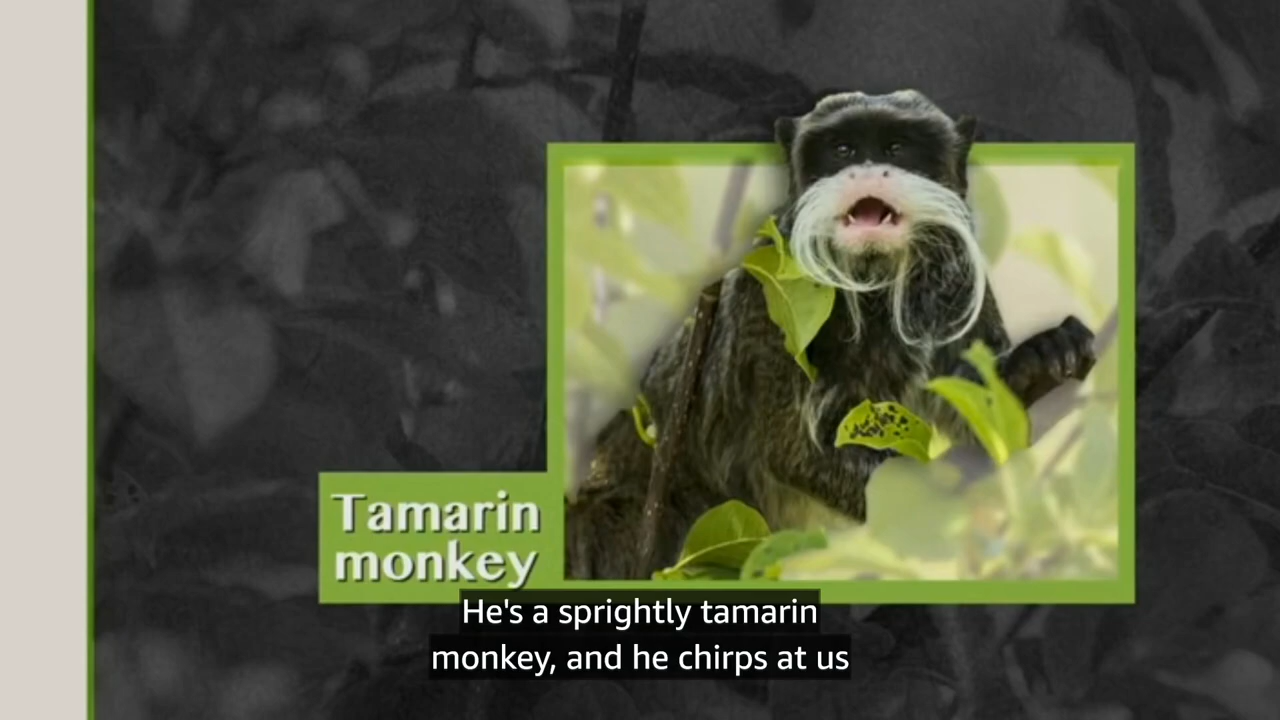 Tamarin
monkey
He's a sprightly tamarin
monkey, and he chirps at us